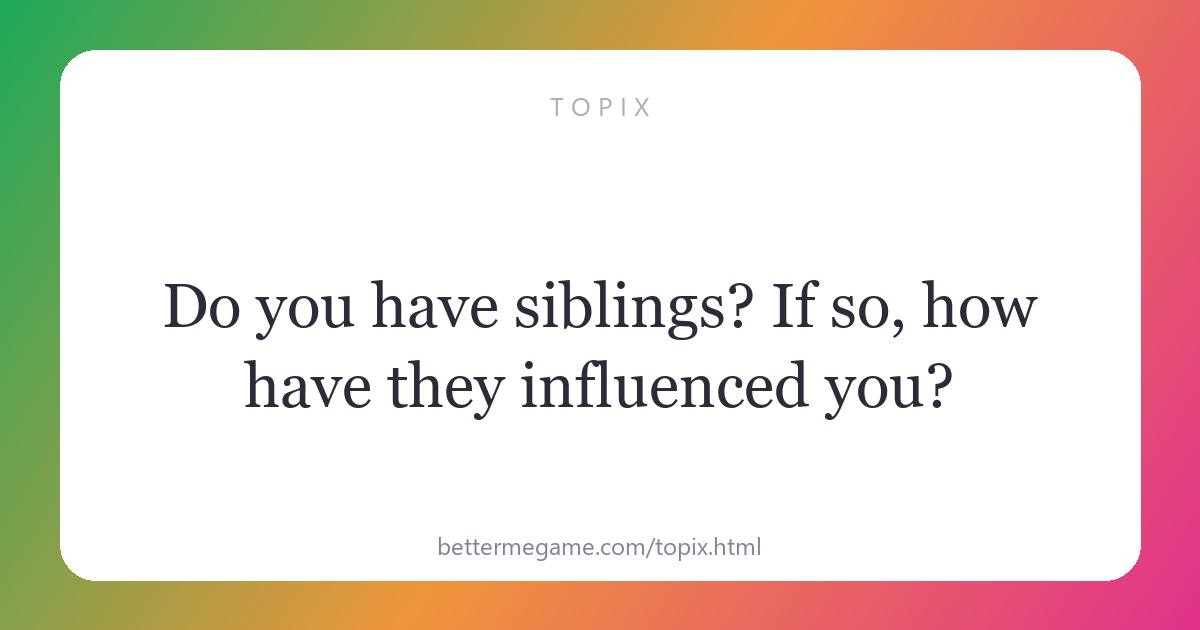 TOPIX
Do you have siblings? If so, how
have they influenced you?
bettermegame.com/topix.html